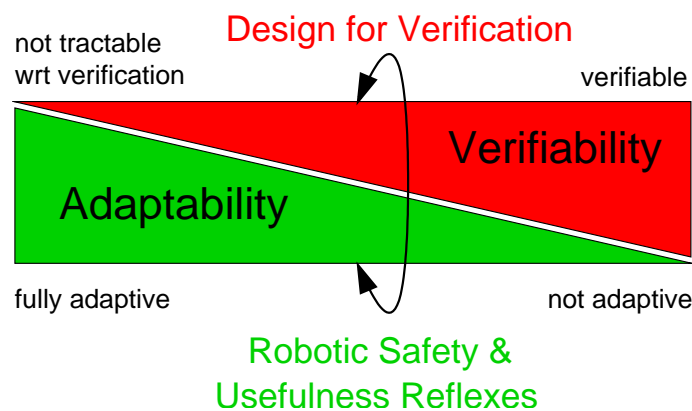 Design for Verification
not tractable
wrt verification
verifiable
Verifiability
Adaptability
fully adaptive
not adaptive
Robotic Safety &
Usefulness Reflexes